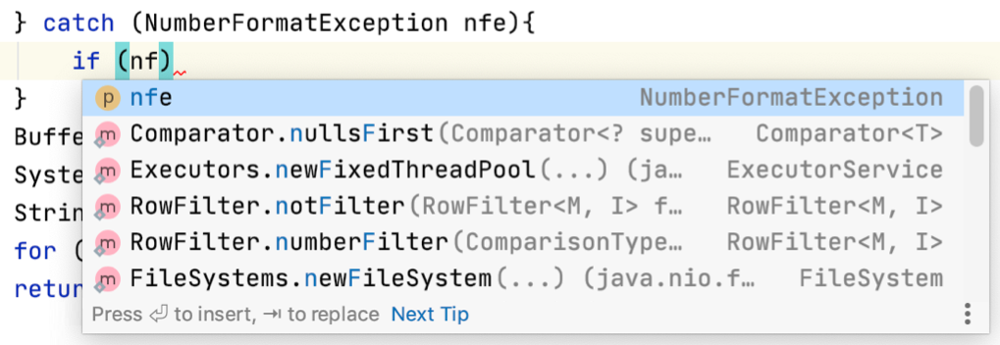 } catch (NumberFormatException nfe){
if (nf)
p nfe NumberFormatException
} m Comparator.nullsFirst(Comparator<? supe… Comparator<T>
Buffe m Executors.newFixedThreadPool(...) (ja… ExecutorService
Syste m RowFilter.notFilter(RowFilter<M, I> f… RowFilter<M, I>
Strin m RowFilter.numberFilter(ComparisonType… RowFilter<M, I>
for ( m FileSystems.newFileSystem(...) (java.nio.f… FileSystem
retur
Press ⏎ to insert, ⇥ to replace Next Tip